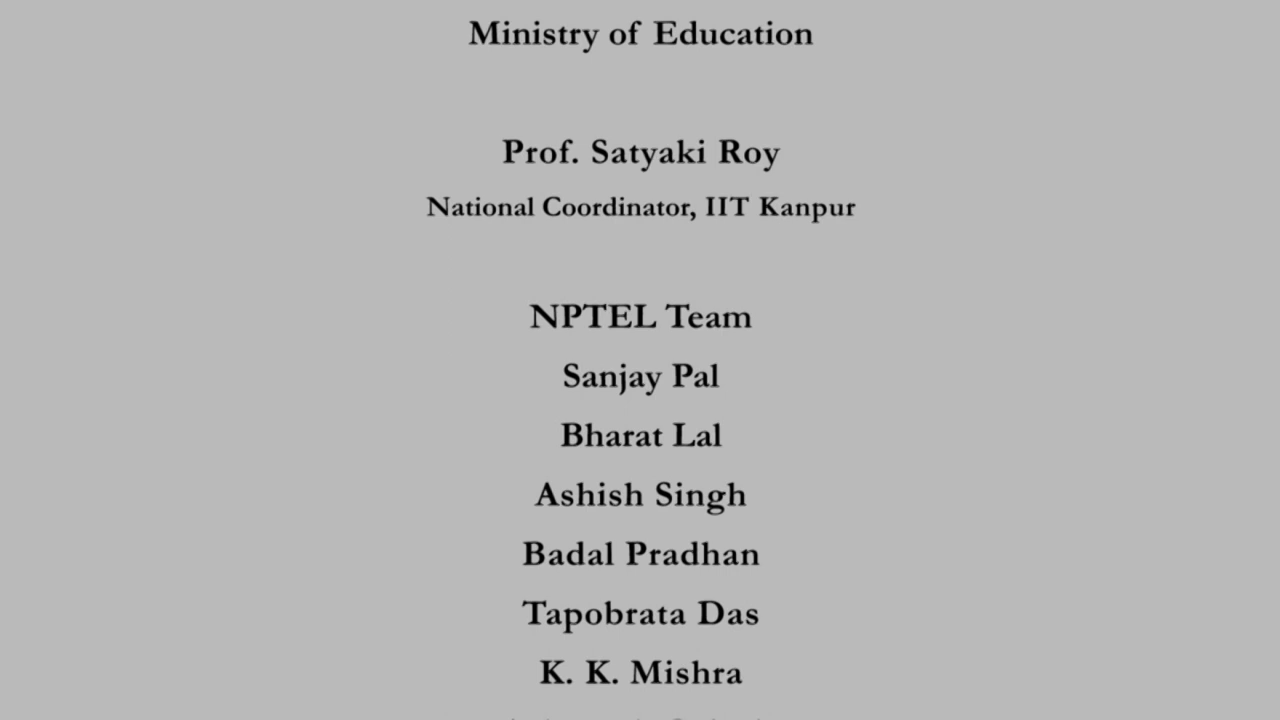 Ministry of Education
Prof. Satyaki Roy
National Coordinator, IIT Kanpur
NPTEL Team
Sanjay Pal
Bharat Lal
Ashish Singh
Badal Pradhan
Tapobrata Das
K. K. Mishra